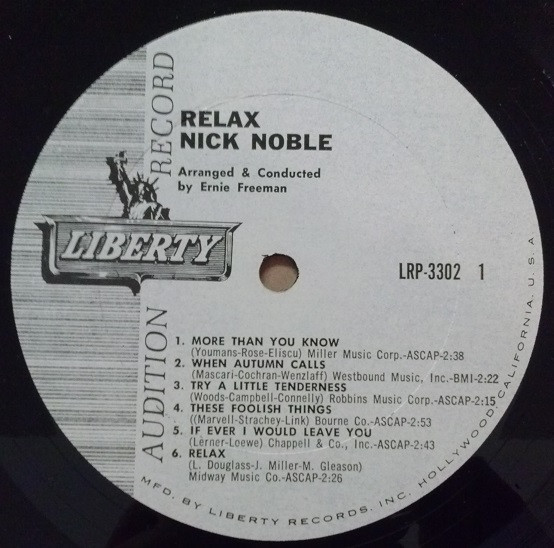 AUDITION RECORD
RELAX
NICK NOBLE
Arranged & Conducted
by Ernie Freeman
LIBERTY
LRP-3302 1
1. MORE THAN YOU KNOW
(Youmans-Rose-Eliscu) Miller Music Corp.-ASCAP-2:38
2. WHEN AUTUMN CALLS
(Mascari-Cochran-Wenzlaff) Westbound Music, Inc.-BMI-2:22
3. TRY A LITTLE TENDERNESS
(Woods-Campbell-Connelly) Robbins Music Corp.-ASCAP-2:15
4. THESE FOOLISH THINGS
((Marvell-Strachey-Link) Bourne Co.-ASCAP-2:53
5. IF EVER I WOULD LEAVE YOU
(Lerner-Loewe) Chappell & Co., Inc.-ASCAP-2:43
6. RELAX
(L. Douglass-J. Miller-M. Gleason)
Midway Music Co.-ASCAP-2:26
MFD. BY LIBERTY RECORDS, INC. HOLLYWOOD, CALIFORNIA, U.S.A